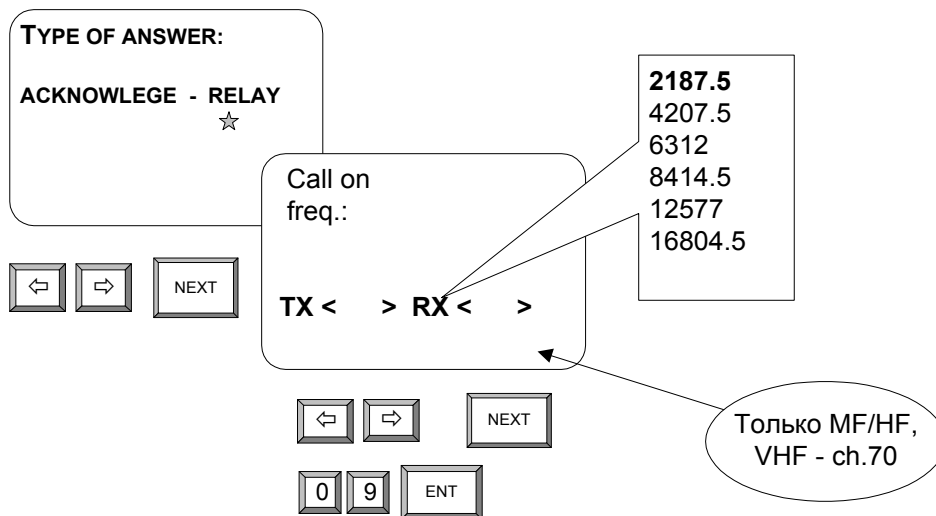 TYPE OF ANSWER:
ACKNOWLEGE - RELAY
NEXT
Call on
freq.:
TX < > RX < >
2187.5
4207.5
6312
8414.5
12577
16804.5
NEXT
0 9 ENT
Только MF/HF,
VHF - ch.70